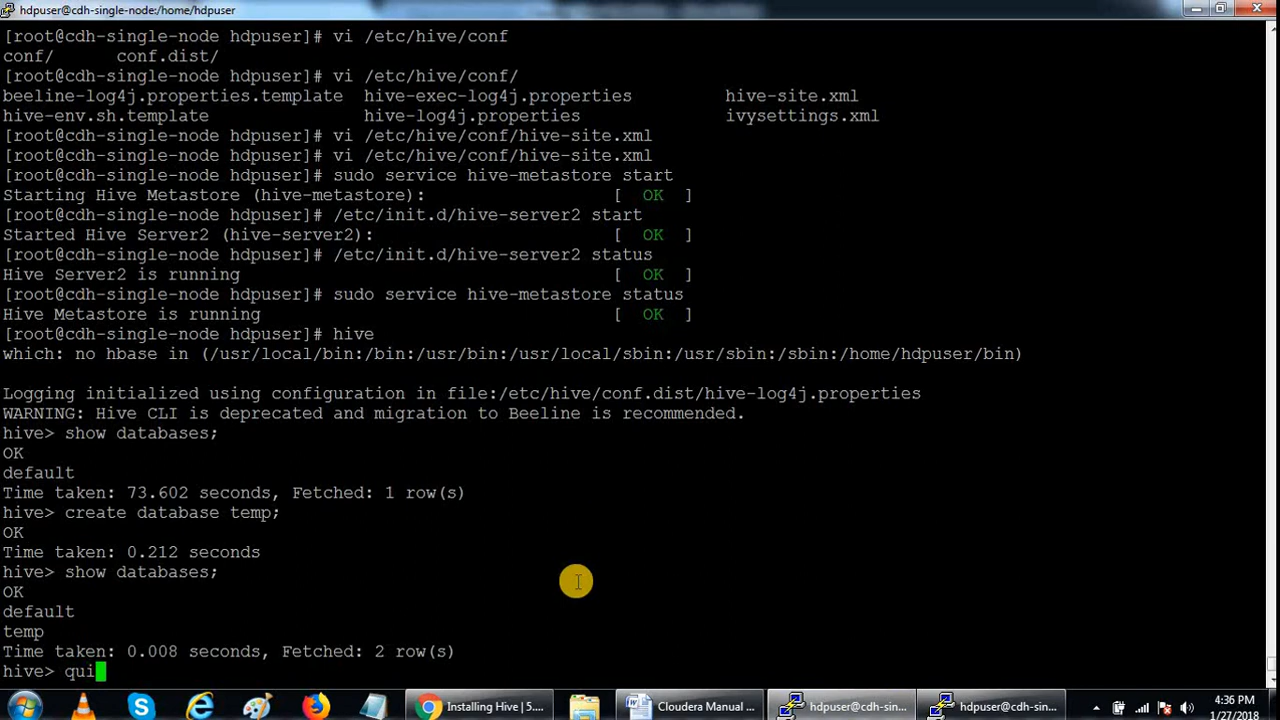 hdpuser@cdh-single-node:/home/hdpuser
[root@cdh-single-node hdpuser]# vi /etc/hive/conf
conf/ conf.dist/
[root@cdh-single-node hdpuser]# vi /etc/hive/conf/
beeline-log4j.properties.template hive-exec-log4j.properties hive-site.xml
hive-env.sh.template hive-log4j.properties ivysettings.xml
[root@cdh-single-node hdpuser]# vi /etc/hive/conf/hive-site.xml
[root@cdh-single-node hdpuser]# vi /etc/hive/conf/hive-site.xml
[root@cdh-single-node hdpuser]# sudo service hive-metastore start
Starting Hive Metastore (hive-metastore): [ OK ]
[root@cdh-single-node hdpuser]# /etc/init.d/hive-server2 start
Started Hive Server2 (hive-server2): [ OK ]
[root@cdh-single-node hdpuser]# /etc/init.d/hive-server2 status
Hive Server2 is running [ OK ]
[root@cdh-single-node hdpuser]# sudo service hive-metastore status
Hive Metastore is running [ OK ]
[root@cdh-single-node hdpuser]# hive
which: no hbase in (/usr/local/bin:/bin:/usr/bin:/usr/local/sbin:/usr/sbin:/sbin:/home/hdpuser/bin)
Logging initialized using configuration in file:/etc/hive/conf.dist/hive-log4j.properties
WARNING: Hive CLI is deprecated and migration to Beeline is recommended.
hive> show databases;
OK
default
Time taken: 73.602 seconds, Fetched: 1 row(s)
hive> create database temp;
OK
Time taken: 0.212 seconds
hive> show databases;
OK
default
temp
Time taken: 0.008 seconds, Fetched: 2 row(s)
hive> qui
Installing Hive | 5.... Cloudera Manual ... hdpuser@cdh-sin... hdpuser@cdh-sin... 4:36 PM
1/27/2018